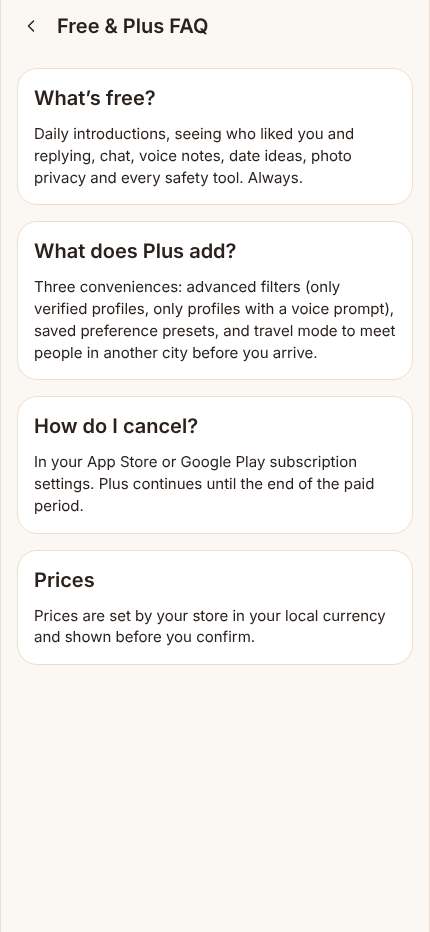 Free & Plus FAQ
What’s free?
Daily introductions, seeing who liked you and
replying, chat, voice notes, date ideas, photo
privacy and every safety tool. Always.
What does Plus add?
Three conveniences: advanced filters (only
verified profiles, only profiles with a voice prompt),
saved preference presets, and travel mode to meet
people in another city before you arrive.
How do I cancel?
In your App Store or Google Play subscription
settings. Plus continues until the end of the paid
period.
Prices
Prices are set by your store in your local currency
and shown before you confirm.